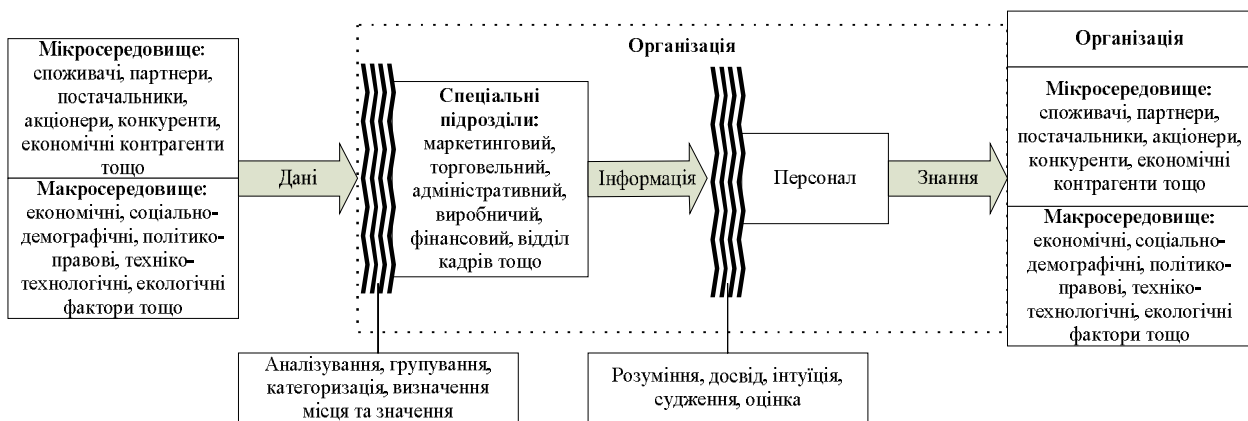 Мікросередовище:
споживачі, партнери,
постачальники,
акціонери, конкуренти,
економічні контрагенти
тощо
Макросередовище:
економічні, соціально-
демографічні, політико-
правові, техніко-
технологічні, екологічні
фактори тощо
Дані
Організація
Спеціальні
підрозділи:
маркетинговий,
торговельний,
адміністративний,
виробничий,
фінансовий, відділ
кадрів тощо
Інформація
Персонал
Знання
Організація
Мікросередовище:
споживачі, партнери,
постачальники, акціонери,
конкуренти, економічні
контрагенти тощо
Макросередовище:
економічні, соціально-
демографічні, політико-
правові, техніко-
технологічні, екологічні
фактори тощо
Аналізування, групування,
категоризація, визначення
місця та значення
Розуміння, досвід, інтуїція,
судження, оцінка